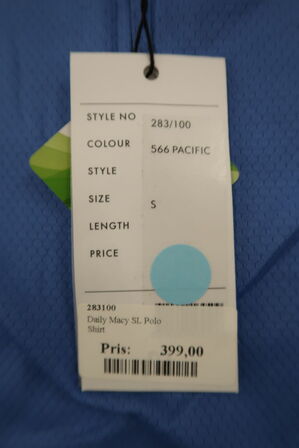 STYLE NO 283/100
COLOUR 566 PACIFIC
STYLE
SIZE S
LENGTH
PRICE
283100
Daily Macy SL Polo
Shirt
Pris: 399,00